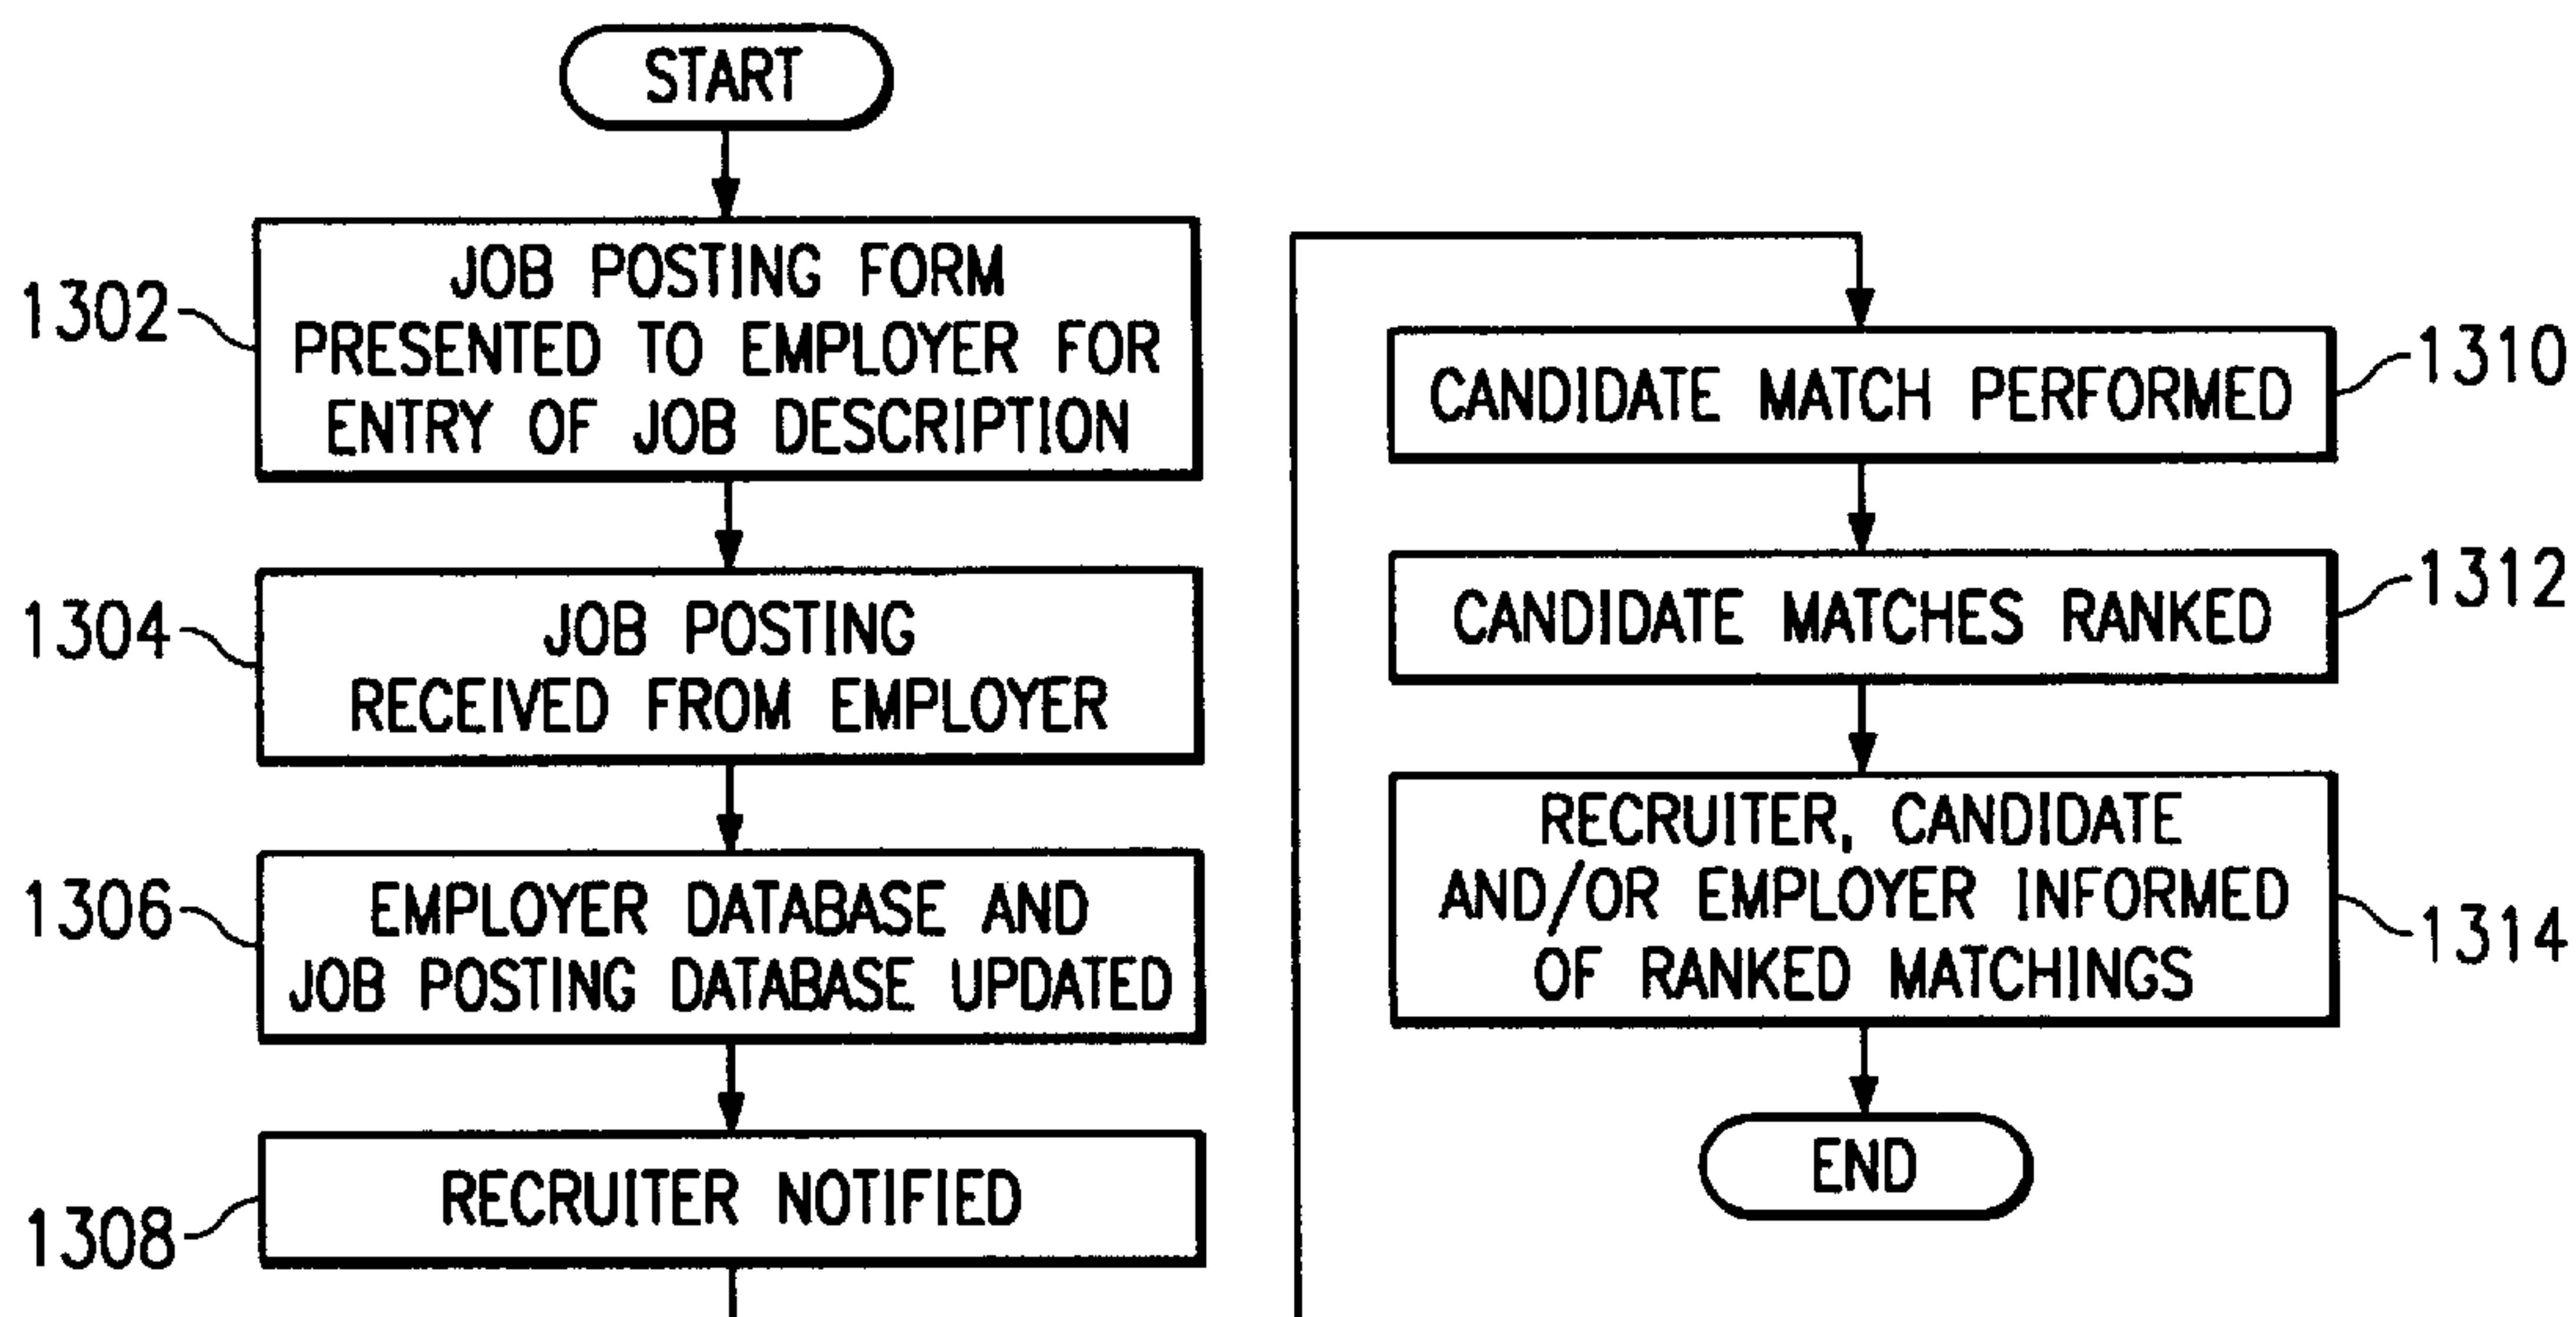 START
1302
JOB POSTING FORM
PRESENTED TO EMPLOYER FOR
ENTRY OF JOB DESCRIPTION
1304
JOB POSTING
RECEIVED FROM EMPLOYER
1306
EMPLOYER DATABASE AND
JOB POSTING DATABASE UPDATED
1308
RECRUITER NOTIFIED
CANDIDATE MATCH PERFORMED
1310
CANDIDATE MATCHES RANKED
1312
RECRUITER, CANDIDATE
AND/OR EMPLOYER INFORMED
OF RANKED MATCHINGS
1314
END